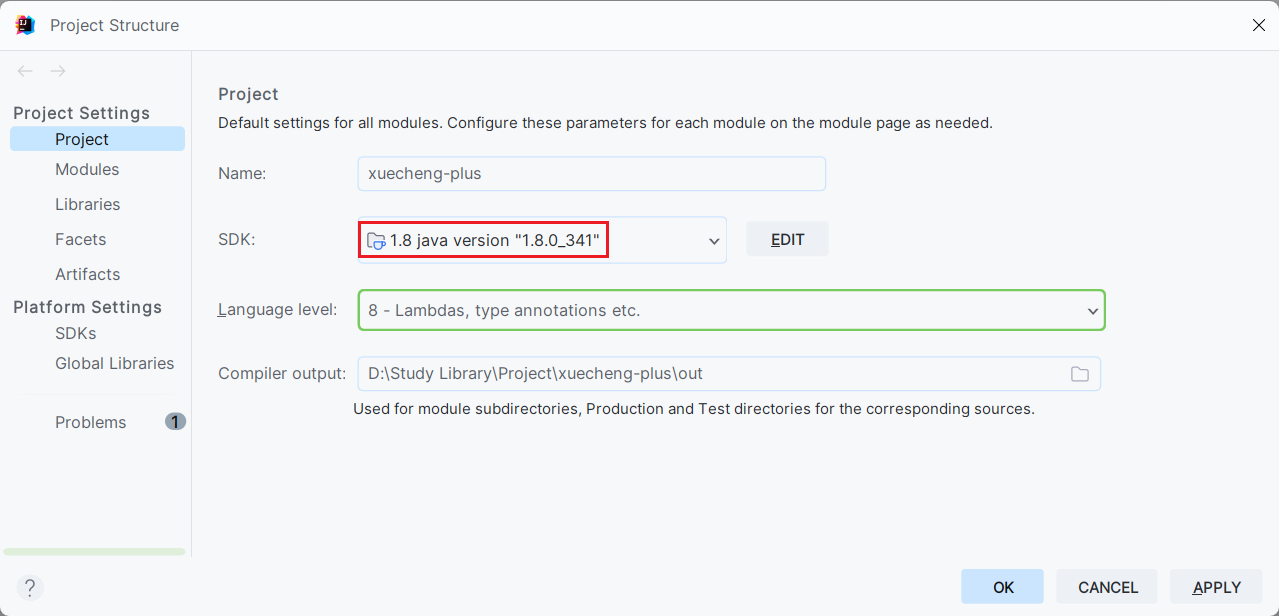 Project Structure
Project Settings
Project
Modules
Libraries
Facets
Artifacts
Platform Settings
SDKs
Global Libraries
Problems 1
Project
Default settings for all modules. Configure these parameters for each module on the module page as needed.
Name: xuecheng-plus
SDK: 1.8 java version "1.8.0_341" EDIT
Language level: 8 - Lambdas, type annotations etc.
Compiler output: D:\Study Library\Project\xuecheng-plus\out
Used for module subdirectories, Production and Test directories for the corresponding sources.
? OK CANCEL APPLY